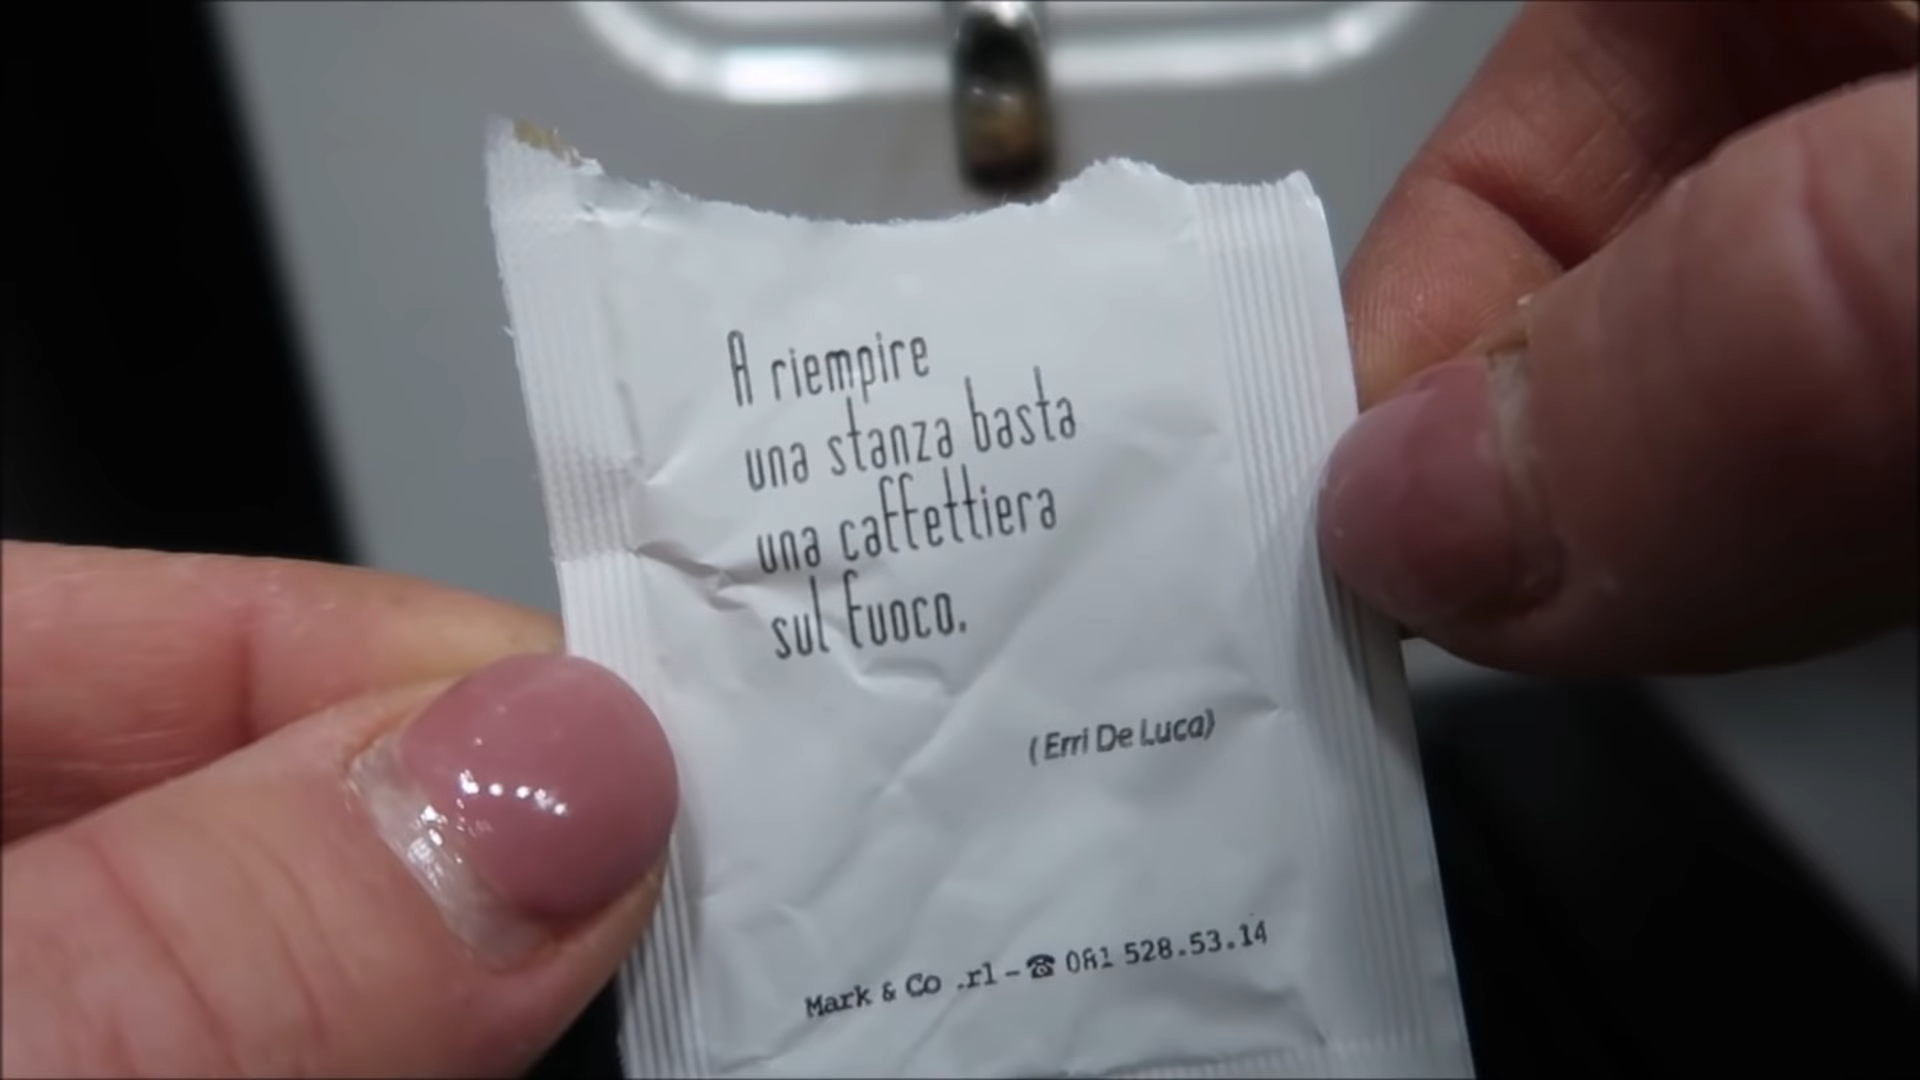 A riempire
una stanza basta
una caffettiera
sul fuoco.
(Erri De Luca)
Mark & Co .rl - ☎ 081 528.53.14